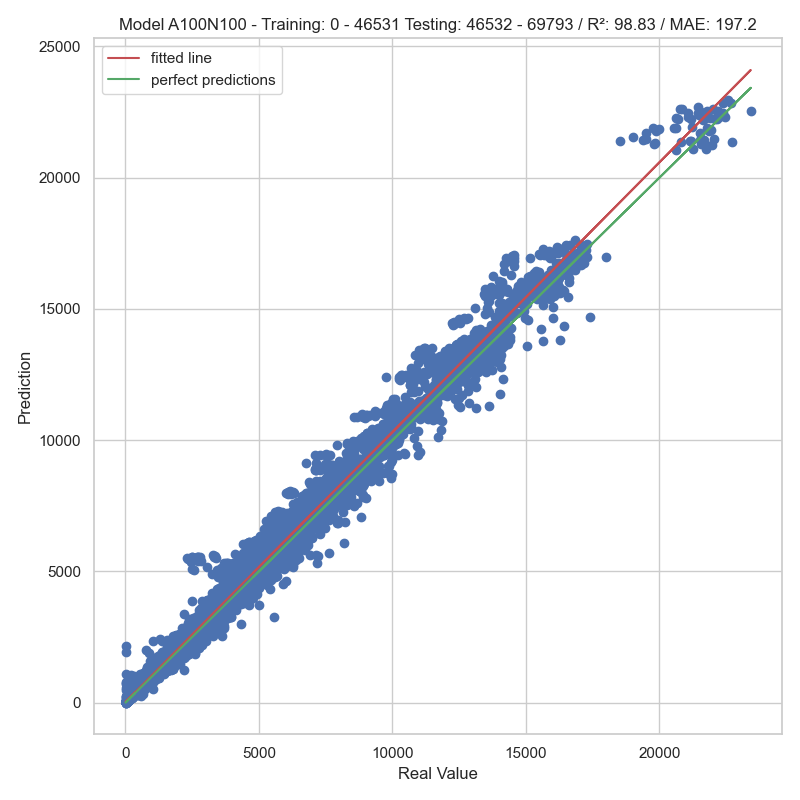 Model A100N100 - Training: 0 - 46531 Testing: 46532 - 69793 / R²: 98.83 / MAE: 197.2
fitted line
perfect predictions
25000
20000
15000
10000
5000
0
Prediction
0 5000 10000 15000 20000
Real Value